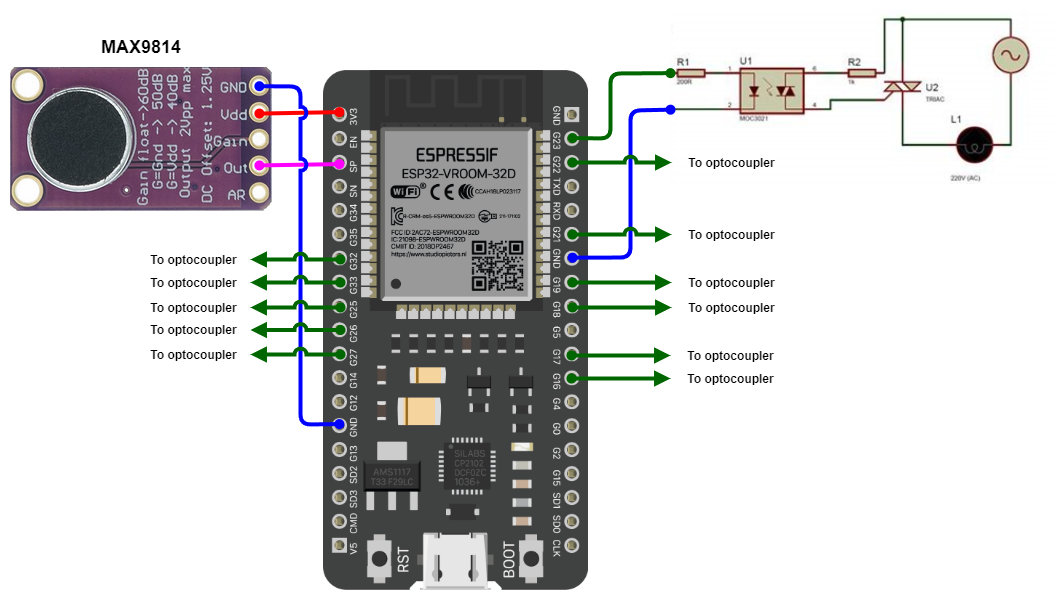 MAX9814
Gain float->60dB
G=Gnd -> 50dB
G=Vdd -> 40dB
Output 2Vpp max
DC Offset: 1.25V
GND
Vdd
Gain
Out
AR
3V3
EN
SP
SN
G34
G35
G32
G33
G25
G26
G27
G14
G12
GND
G13
SD2
SD3
CMD
V5
To optocoupler
To optocoupler
To optocoupler
To optocoupler
To optocoupler
ESPRESSIF
ESP32-VROOM-32D
WiFi
CE
FCC ID 2AC72-ESPWROOM32D
IC:21098-ESPWROOM32D
CMIIT ID: 2018DP2467
https://www.studiopieters.nl
AMS1117
T33 F29LC
SILABS
CP2102
DCF02C
1036+
RST
BOOT
GND
G23
G22
TXD
RXD
G21
GND
G19
G18
G5
G17
G16
G4
G0
G2
G15
SD1
SD0
CLK
To optocoupler
To optocoupler
To optocoupler
To optocoupler
To optocoupler
To optocoupler
R1
200R
U1
1
2
6
4
MOC3021
R2
1k
U2
TRIAC
L1
220V (AC)